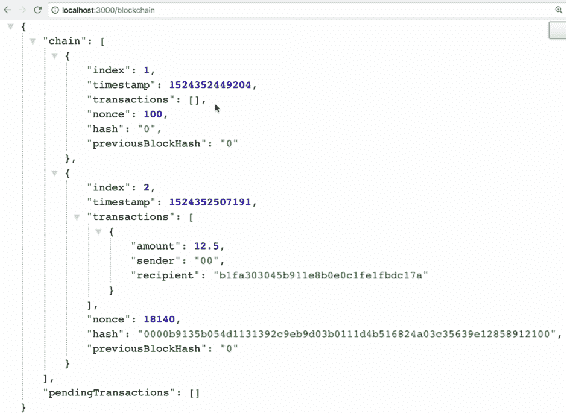 localhost:3000/blockchain
{
"chain": [
{
"index": 1,
"timestamp": 1524352449204,
"transactions": [],
"nonce": 100,
"hash": "0",
"previousBlockHash": "0"
},
{
"index": 2,
"timestamp": 1524352507191,
"transactions": [
{
"amount": 12.5,
"sender": "00",
"recipient": "b1fa303045b911e8b0e0c1fe1fbdc17a"
}
],
"nonce": 18140,
"hash": "0000b9135b054d1131392c9eb9d03b0111d4b516824a03c35639e12858912100",
"previousBlockHash": "0"
}
],
"pendingTransactions": []
}